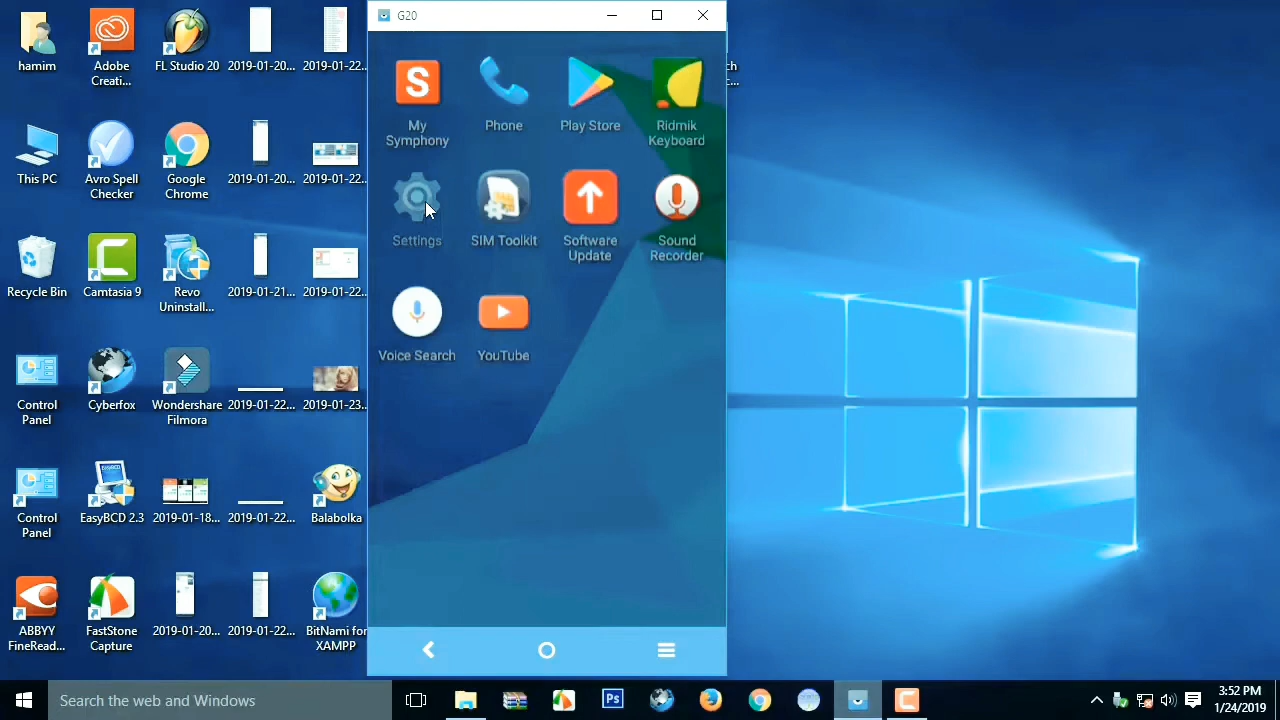 G20
hamim
Adobe
Creati...
FL Studio 20
2019-01-20...
2019-01-22...
This PC
Avro Spell
Checker
Google
Chrome
2019-01-20...
2019-01-22...
Recycle Bin
Camtasia 9
Revo
Uninstall...
2019-01-21...
2019-01-22...
Control
Panel
Cyberfox
Wondershare
Filmora
2019-01-22...
2019-01-23...
Control
Panel
EasyBCD 2.3
2019-01-18...
2019-01-22...
Balabolka
ABBYY
FineRead...
FastStone
Capture
2019-01-20...
2019-01-22...
BitNami for
XAMPP
My
Symphony
Phone
Play Store
Ridmik
Keyboard
Settings
SIM Toolkit
Software
Update
Sound
Recorder
Voice Search
YouTube
Search the web and Windows
Ps
3:52 PM
1/24/2019